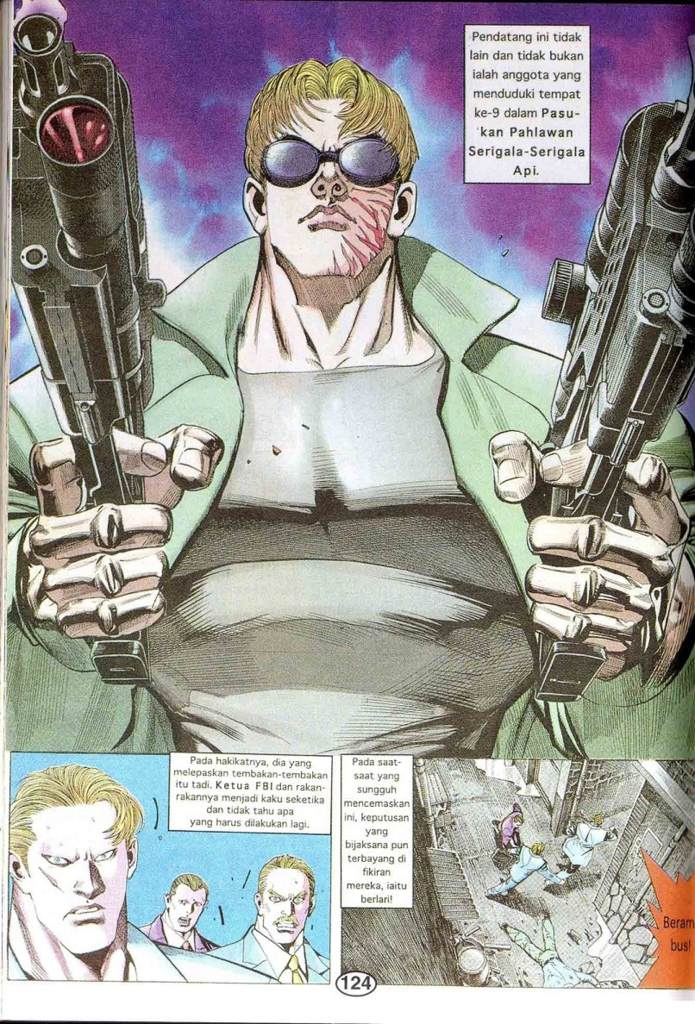 Pendatang ini tidak
lain dan tidak bukan
ialah anggota yang
menduduki tempat
ke-9 dalam Pasu-
kan Pahlawan
Serigala-Serigala
Api.
Pada hakikatnya, dia yang
melepaskan tembakan-tembakan
itu tadi. Ketua FBI dan rakan-
rakannya menjadi kaku seketika
dan tidak tahu apa
yang harus dilakukan lagi.
Pada saat-
saat yang
sungguh
mencemaskan
ini, keputusan
yang
bijaksana pun
terbayang di
fikiran
mereka, iaitu
berlari!
Beram
bus!
124